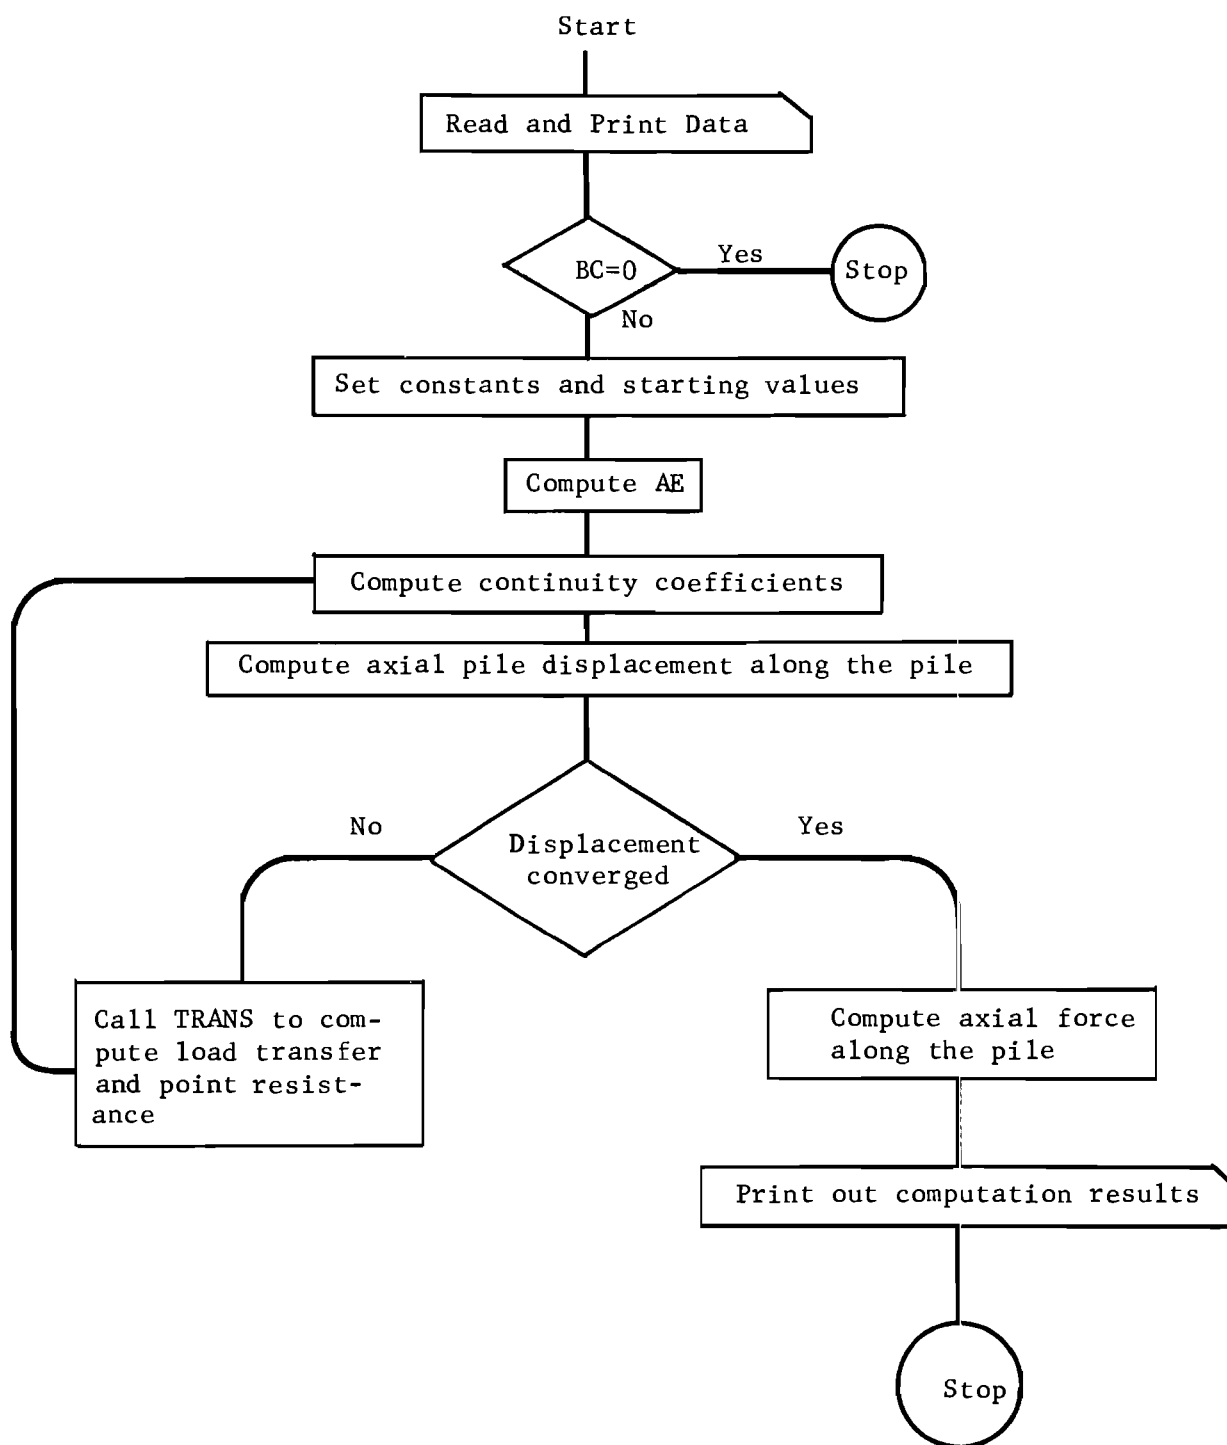 Start
Read and Print Data
BC=0
Yes
Stop
No
Set constants and starting values
Compute AE
Compute continuity coefficients
Compute axial pile displacement along the pile
No
Yes
Displacement
converged
Call TRANS to com-
pute load transfer
and point resist-
ance
Compute axial force
along the pile
Print out computation results
Stop